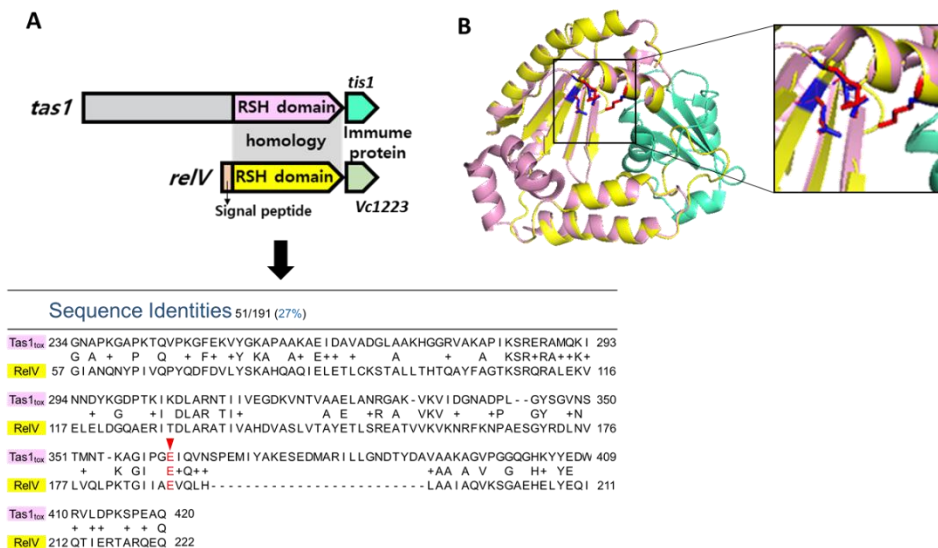 A
B
tis1
tas1
RSH domain
homology
Immume
protein
relV
RSH domain
Signal peptide
Vc1223
Sequence Identities 51/191 (27%)
Tas1tox 234 GNAPKGAPKTQVPKGFEKVYGKAPAAKAEIDAVADGLAAKHGGRVAKAPIKSRERAMQKI 293
G A + P + F+ +Y KA A+ E++ A A KSR+RA++K+
RelV 57 GIANQNYPIVQPYQDFDVLYSKAHQAQIELETLCKSTALLTHTQAYFAGTKSRQRALEKV 116
Tas1tox 294 NNDYKGDPTKIKDLARNTIIVEGDKVNTVAAELANRGAK-VKVIDGNADPL--GYSGVNS 350
+ G +I DLAR TI+ A E +R A VKV + P GY +N
RelV 117 ELELDGQAERITDLARATIVAHDVASLVTAYETLSREATVVKVKNRFKNPAESGYRDLNV 176
Tas1tox 351 TMNT-KAGIPGEIQVNSPEMIYAKESEDMARILLGNDTYDAVAAKAGVPGGQGHKYYEDW 409
+ KGI E+Q++ +AA A V G H+ YE
RelV 177 LVQLPKTGIIAEVQLH------------------------LAAIAQVKSGAEHELYEQI 211
Tas1tox 410 RVLDPKSPEAQ 420
+ ++ + Q
RelV 212 QTIERTARQEQ 222